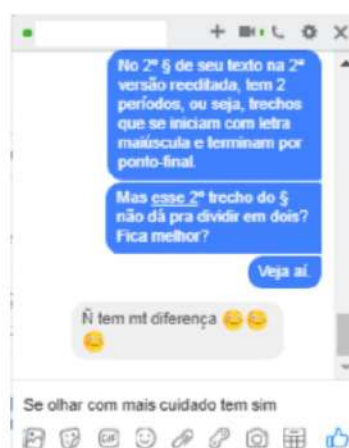 No 2º § de seu texto na 2ª
versão reeditada, tem 2
períodos, ou seja, trechos
que se iniciam com letra
maiúscula e terminam por
ponto-final.
Mas esse 2º trecho do §
não dá pra dividir em dois?
Fica melhor?
Veja aí.
Ñ tem mt diferença
Se olhar com mais cuidado tem sim
GIF